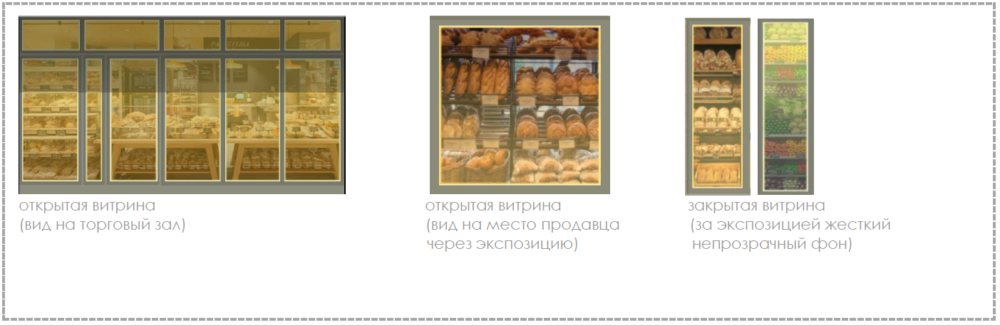 открытая витрина
(вид на торговый зал)
открытая витрина
(вид на место продавца
через экспозицию)
закрытая витрина
(за экспозицией жесткий
непрозрачный фон)